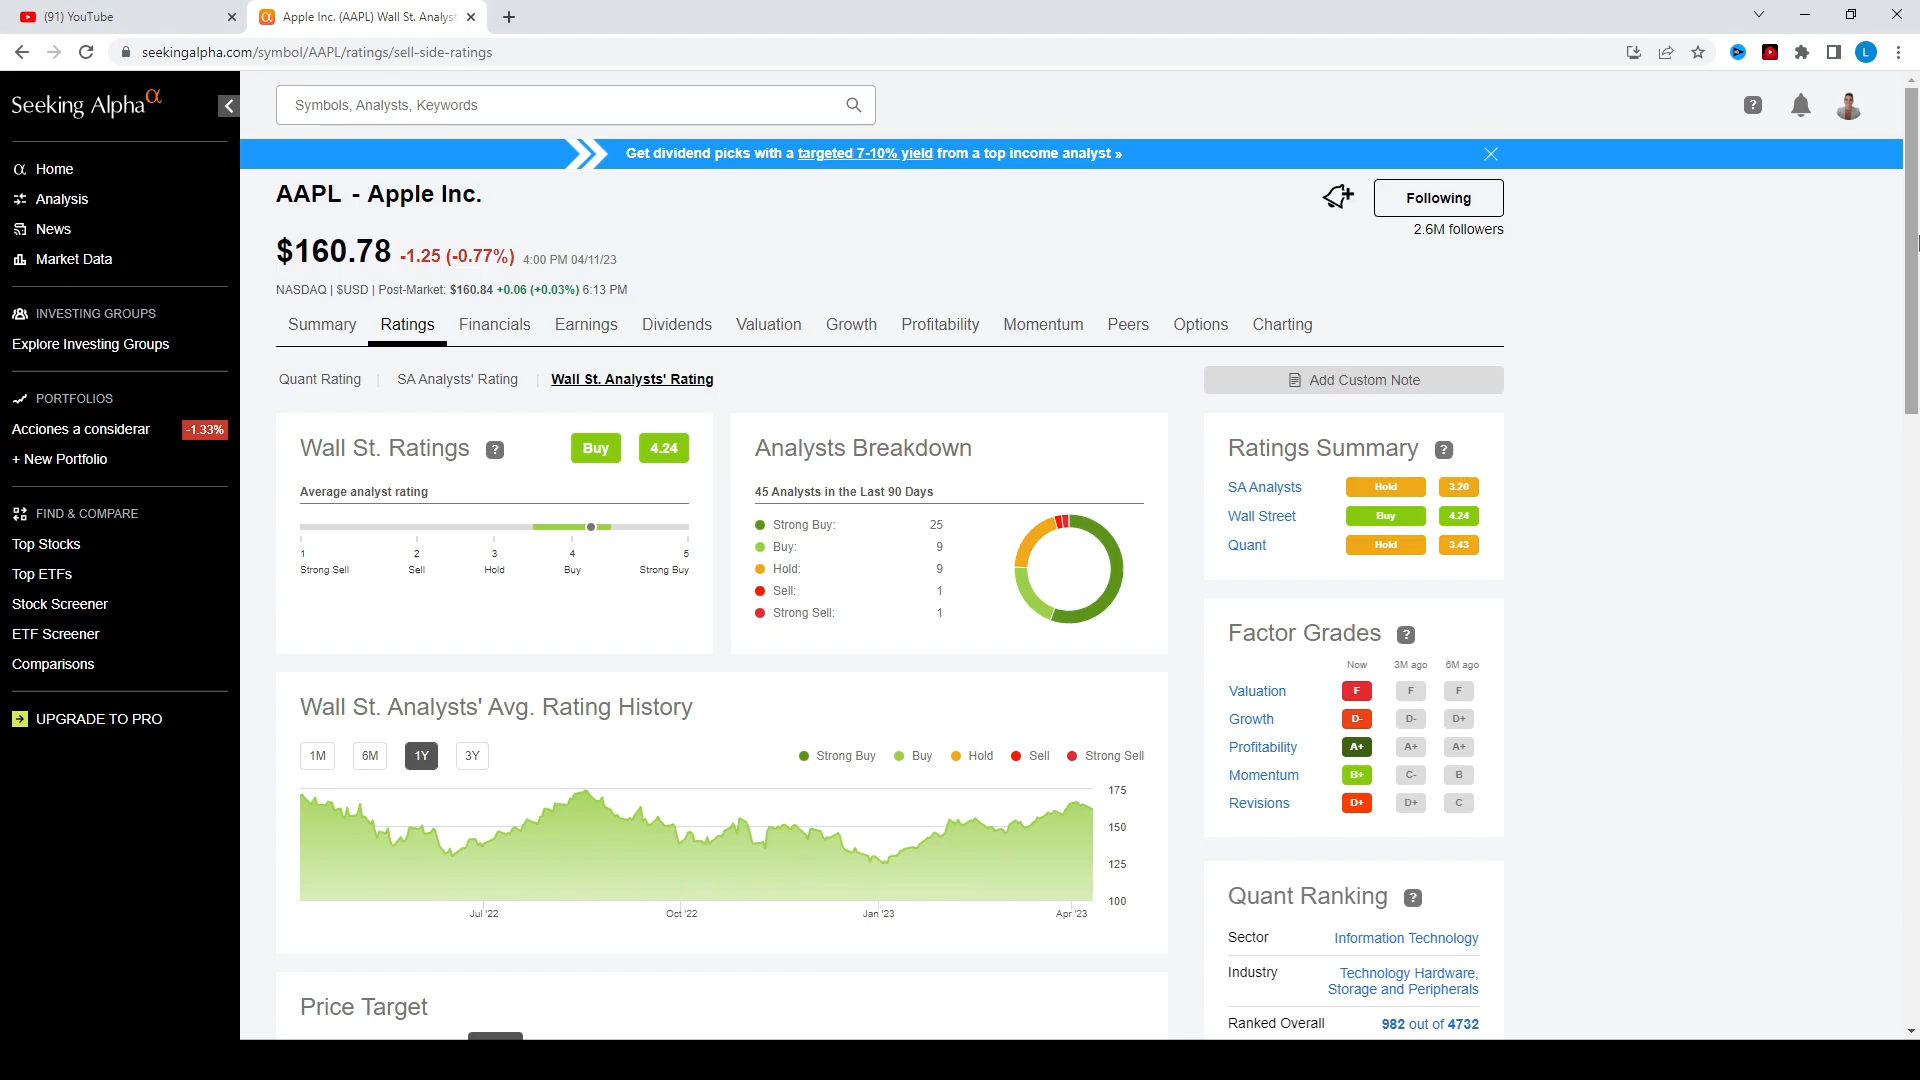 (91) YouTube
Apple Inc. (AAPL) Wall St. Analyst
seekingalpha.com/symbol/AAPL/ratings/sell-side-ratings
L
Seeking Alpha α
Symbols, Analysts, Keywords
?
Get dividend picks with a targeted 7-10% yield from a top income analyst »
Home
Analysis
News
Market Data
INVESTING GROUPS
Explore Investing Groups
PORTFOLIOS
Acciones a considerar -1.33%
+ New Portfolio
FIND & COMPARE
Top Stocks
Top ETFs
Stock Screener
ETF Screener
Comparisons
UPGRADE TO PRO
AAPL - Apple Inc.
Following
2.6M followers
$160.78 -1.25 (-0.77%) 4:00 PM 04/11/23
NASDAQ | $USD | Post-Market: $160.84 +0.06 (+0.03%) 6:13 PM
Summary Ratings Financials Earnings Dividends Valuation Growth Profitability Momentum Peers Options Charting
Quant Rating | SA Analysts' Rating | Wall St. Analysts' Rating
Add Custom Note
Wall St. Ratings ? Buy 4.24
Average analyst rating
1 2 3 4 5
Strong Sell Sell Hold Buy Strong Buy
Analysts Breakdown
45 Analysts in the Last 90 Days
Strong Buy: 25
Buy: 9
Hold: 9
Sell: 1
Strong Sell: 1
Ratings Summary ?
SA Analysts Hold 3.20
Wall Street Buy 4.24
Quant Hold 3.43
Factor Grades ?
Now 3M ago 6M ago
Valuation F F F
Growth D- D- D+
Profitability A+ A+ A+
Momentum B+ C- B
Revisions D+ D+ C
Wall St. Analysts' Avg. Rating History
1M 6M 1Y 3Y
Strong Buy Buy Hold Sell Strong Sell
175
150
125
100
Jul '22 Oct '22 Jan '23 Apr '23
Quant Ranking ?
Sector Information Technology
Industry Technology Hardware,
Storage and Peripherals
Ranked Overall 982 out of 4732
Price Target